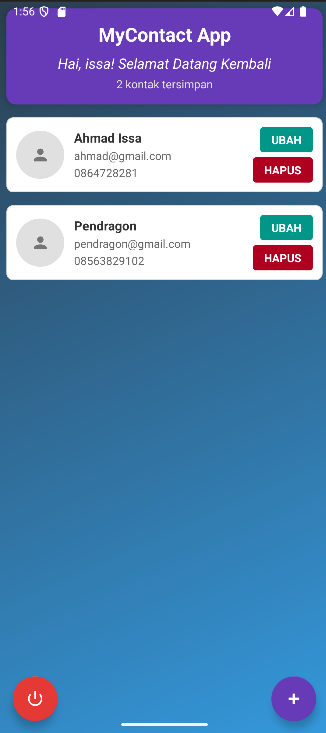 1:56
MyContact App
Hai, issa! Selamat Datang Kembali
2 kontak tersimpan
Ahmad Issa
ahmad@gmail.com
0864728281
UBAH
HAPUS
Pendragon
pendragon@gmail.com
08563829102
UBAH
HAPUS